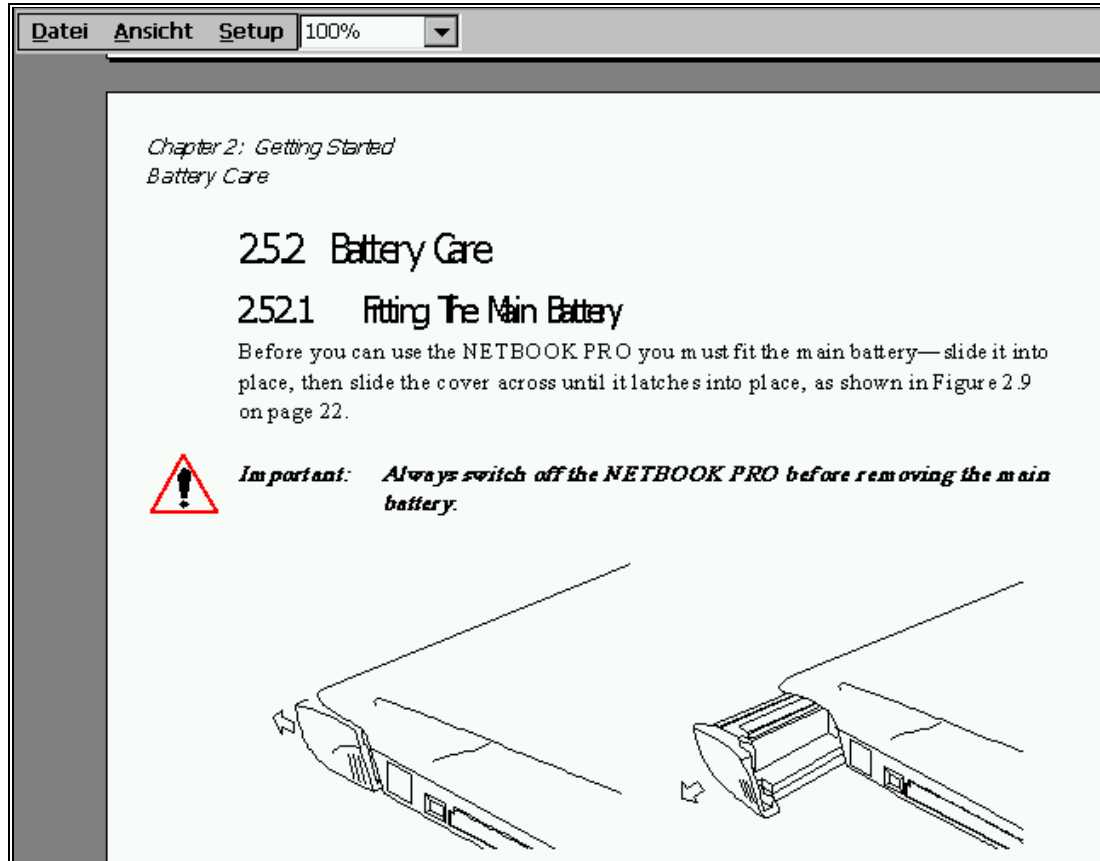 Datei Ansicht Setup 100%
Chapter 2: Getting Started
Battery Care
2.5.2 Battery Care
2.5.2.1 Fitting The Main Battery
Before you can use the NETBOOK PRO you must fit the main battery—slide it into
place, then slide the cover across until it latches into place, as shown in Figure 2.9
on page 22.
Important: Always switch off the NETBOOK PRO before removing the main
battery.